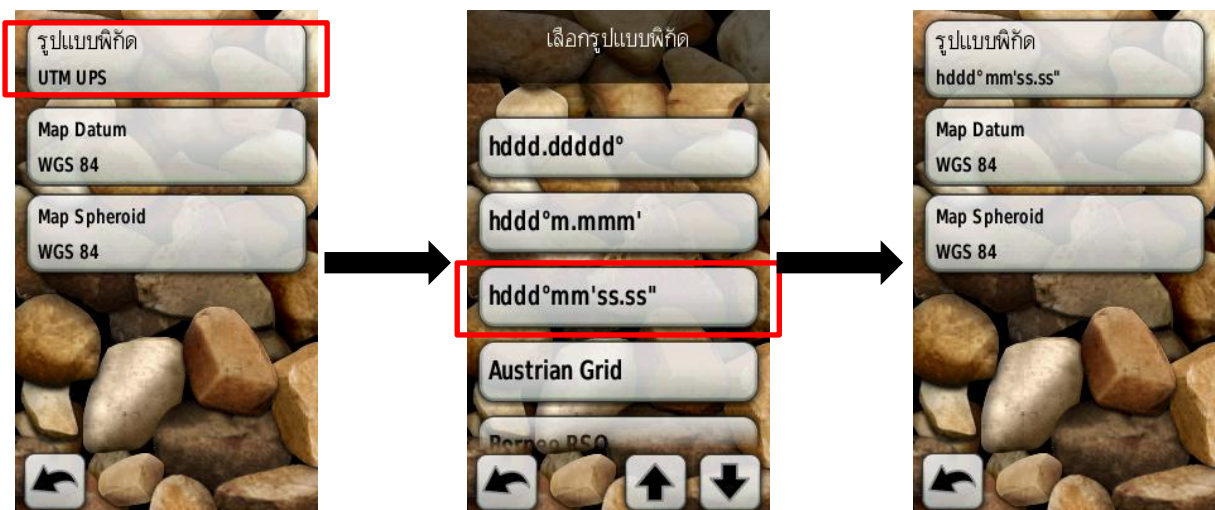 รูปแบบพิกัด
UTM UPS
Map Datum
WGS 84
Map Spheroid
WGS 84
เลือกรูปแบบพิกัด
hddd.ddddd°
hddd°m.mmm'
hddd°mm'ss.ss"
Austrian Grid
Borneo RSO
รูปแบบพิกัด
hddd°mm'ss.ss"
Map Datum
WGS 84
Map Spheroid
WGS 84